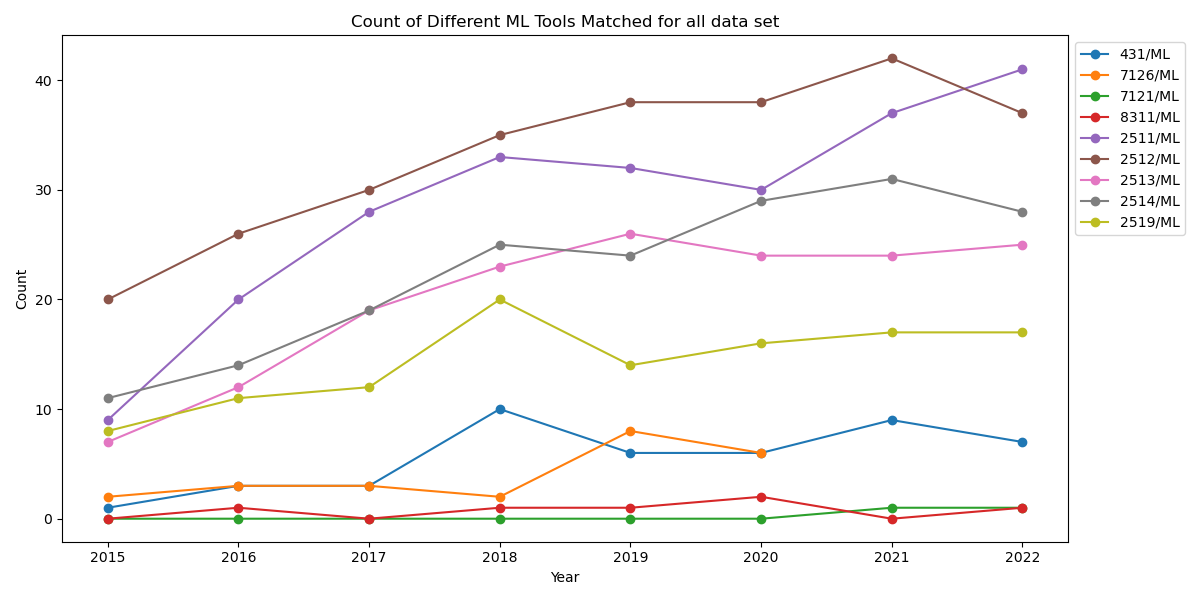 Count of Different ML Tools Matched for all data set
431/ML
7126/ML
7121/ML
8311/ML
2511/ML
2512/ML
2513/ML
2514/ML
2519/ML
Count
40
30
20
10
0
2015 2016 2017 2018 2019 2020 2021 2022
Year